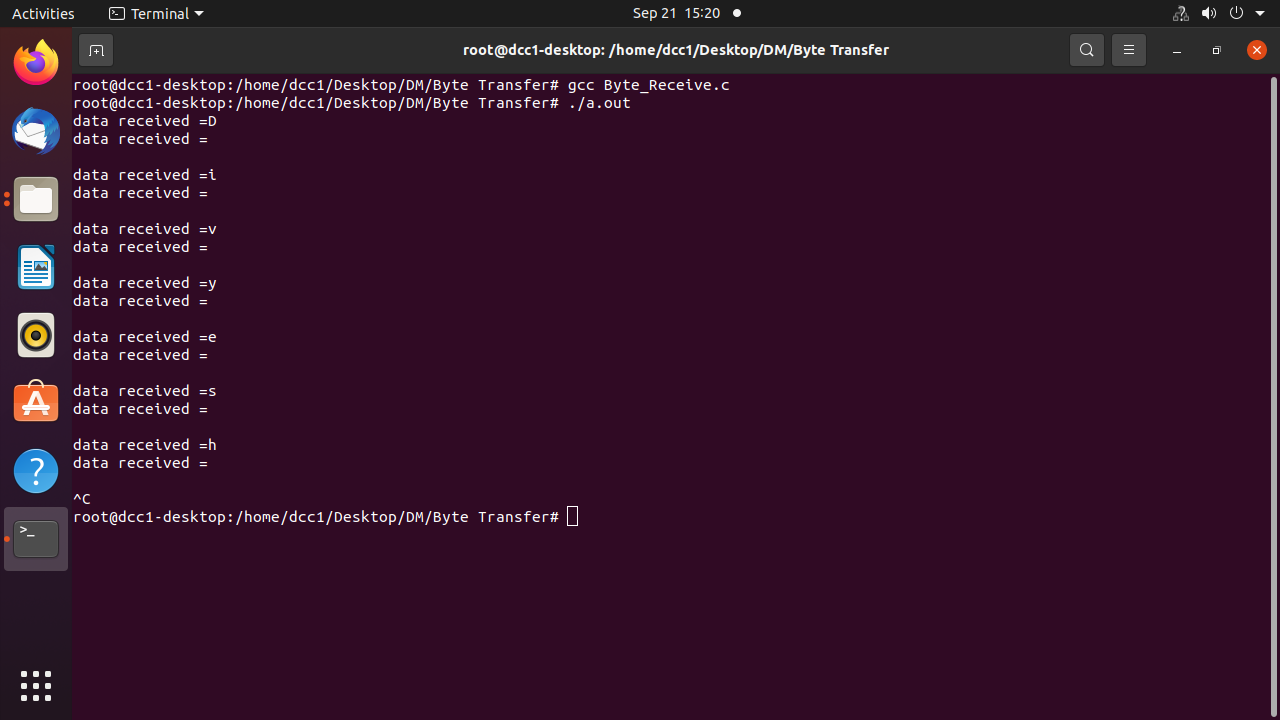 Activities Terminal Sep 21 15:20
root@dcc1-desktop: /home/dcc1/Desktop/DM/Byte Transfer
root@dcc1-desktop:/home/dcc1/Desktop/DM/Byte Transfer# gcc Byte_Receive.c
root@dcc1-desktop:/home/dcc1/Desktop/DM/Byte Transfer# ./a.out
data received =D
data received =
data received =i
data received =
data received =v
data received =
data received =y
data received =
data received =e
data received =
data received =s
data received =
data received =h
data received =
^C
root@dcc1-desktop:/home/dcc1/Desktop/DM/Byte Transfer#